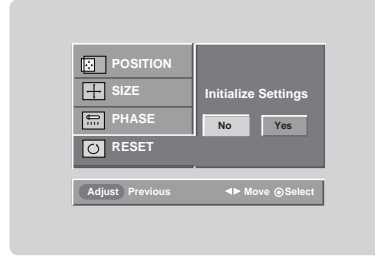 POSITION
SIZE
PHASE
RESET
Initialize Settings
No Yes
Adjust Previous ◄► Move ⊙Select